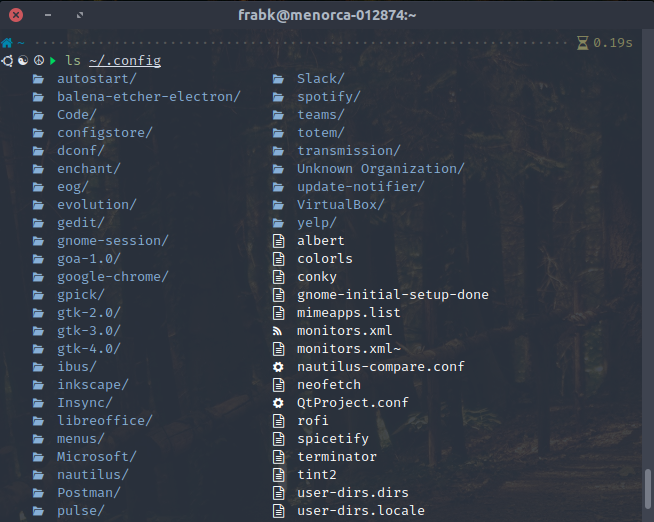 frabk@menorca-012874:~
~ 0.19s
ls ~/.config
autostart/ Slack/
balena-etcher-electron/ spotify/
Code/ teams/
configstore/ totem/
dconf/ transmission/
enchant/ Unknown Organization/
eog/ update-notifier/
evolution/ VirtualBox/
gedit/ yelp/
gnome-session/ albert
goa-1.0/ colorls
google-chrome/ conky
gpick/ gnome-initial-setup-done
gtk-2.0/ mimeapps.list
gtk-3.0/ monitors.xml
gtk-4.0/ monitors.xml~
ibus/ nautilus-compare.conf
inkscape/ neofetch
Insync/ QtProject.conf
libreoffice/ rofi
menus/ spicetify
Microsoft/ terminator
nautilus/ tint2
Postman/ user-dirs.dirs
pulse/ user-dirs.locale